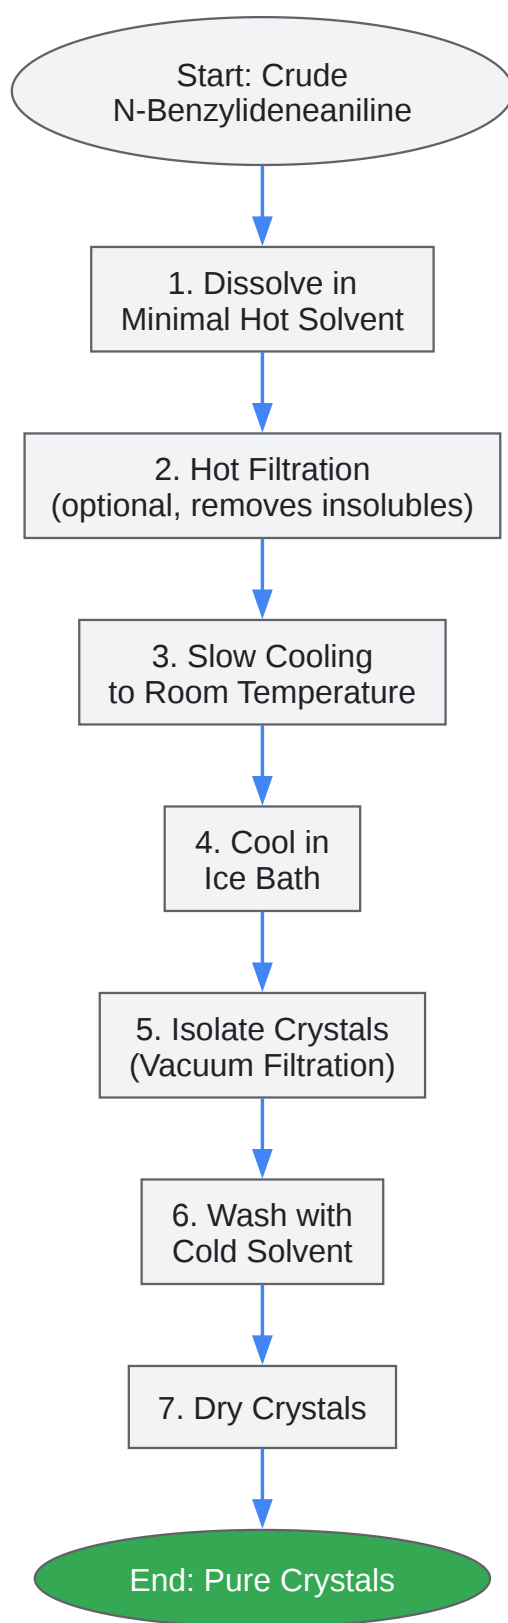 Start: Crude
N-Benzylideneaniline
1. Dissolve in
Minimal Hot Solvent
2. Hot Filtration
(optional, removes insolubles)
3. Slow Cooling
to Room Temperature
4. Cool in
Ice Bath
5. Isolate Crystals
(Vacuum Filtration)
6. Wash with
Cold Solvent
7. Dry Crystals
End: Pure Crystals